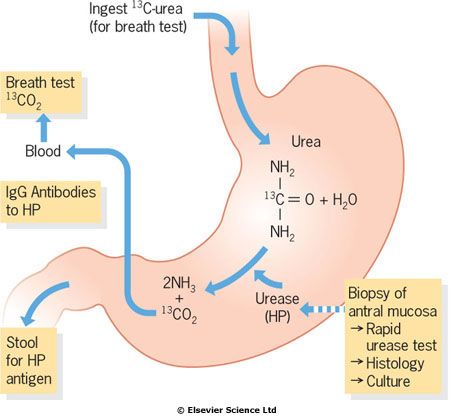 Ingest ¹³C-urea
(for breath test)
Breath test
¹³CO₂
Blood
IgG Antibodies
to HP
Urea
NH₂
¹³C = O + H₂O
NH₂
2NH₃
+
¹³CO₂
Urease
(HP)
Biopsy of
antral mucosa
→ Rapid
urease test
→ Histology
→ Culture
Stool
for HP
antigen
© Elsevier Science Ltd